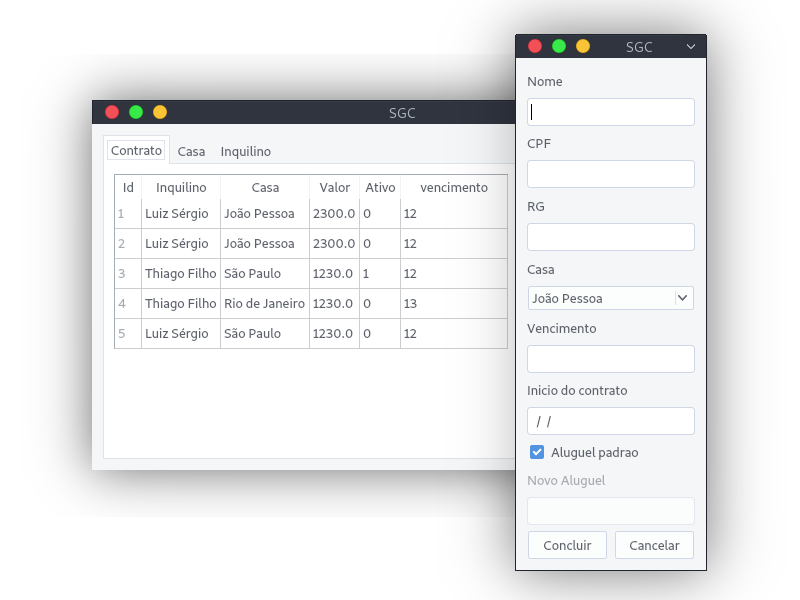 SGC
Contrato Casa Inquilino
Id Inquilino Casa Valor Ativo vencimento
1 Luiz Sérgio João Pessoa 2300.0 0 12
2 Luiz Sérgio João Pessoa 2300.0 0 12
3 Thiago Filho São Paulo 1230.0 1 12
4 Thiago Filho Rio de Janeiro 1230.0 0 13
5 Luiz Sérgio São Paulo 1230.0 0 12
SGC
Nome
CPF
RG
Casa
João Pessoa
Vencimento
Inicio do contrato
/ /
Aluguel padrao
Novo Aluguel
Concluir Cancelar